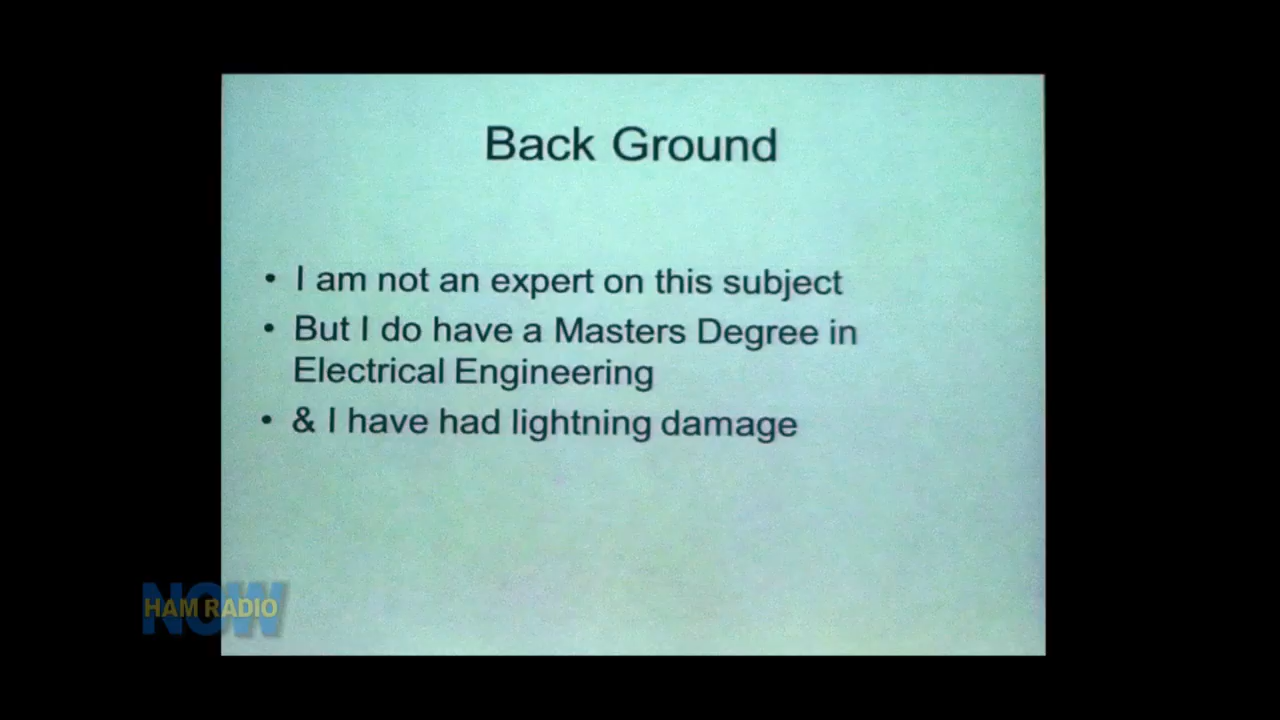 Back Ground
• I am not an expert on this subject
• But I do have a Masters Degree in
Electrical Engineering
• & I have had lightning damage
NOW
HAM RADIO